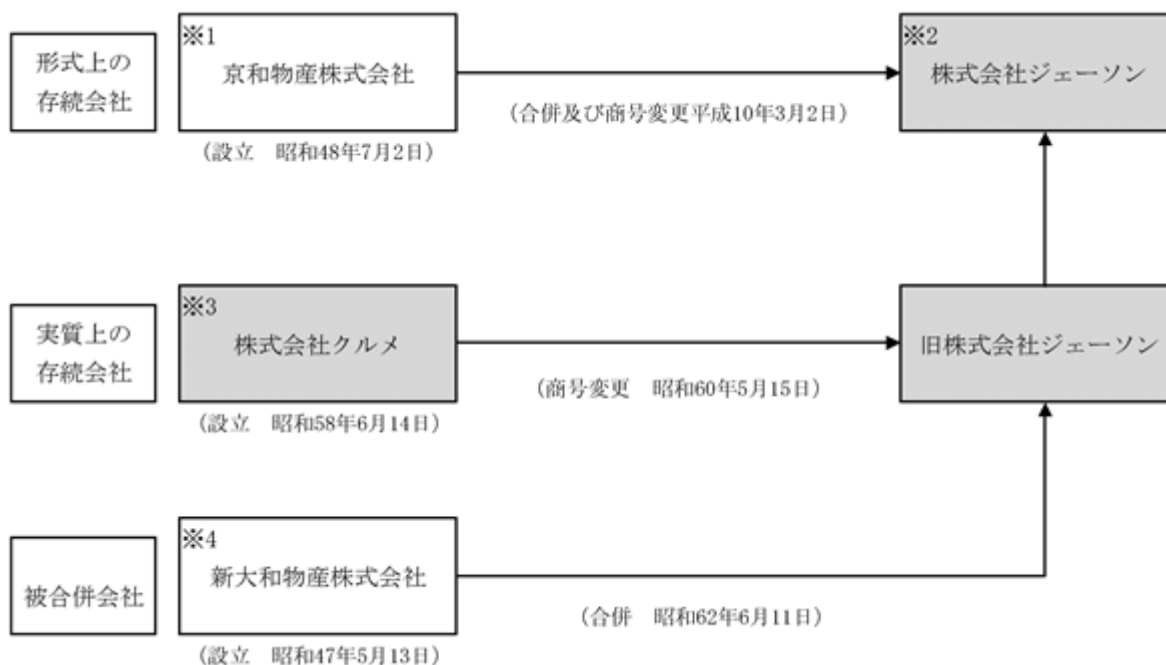 形式上の
存続会社
※1
京和物産株式会社
(設立　昭和48年7月2日)
(合併及び商号変更平成10年3月2日)
※2
株式会社ジェーソン
実質上の
存続会社
※3
株式会社クルメ
(設立　昭和58年6月14日)
(商号変更　昭和60年5月15日)
旧株式会社ジェーソン
被合併会社
※4
新大和物産株式会社
(設立　昭和47年5月13日)
(合併　昭和62年6月11日)